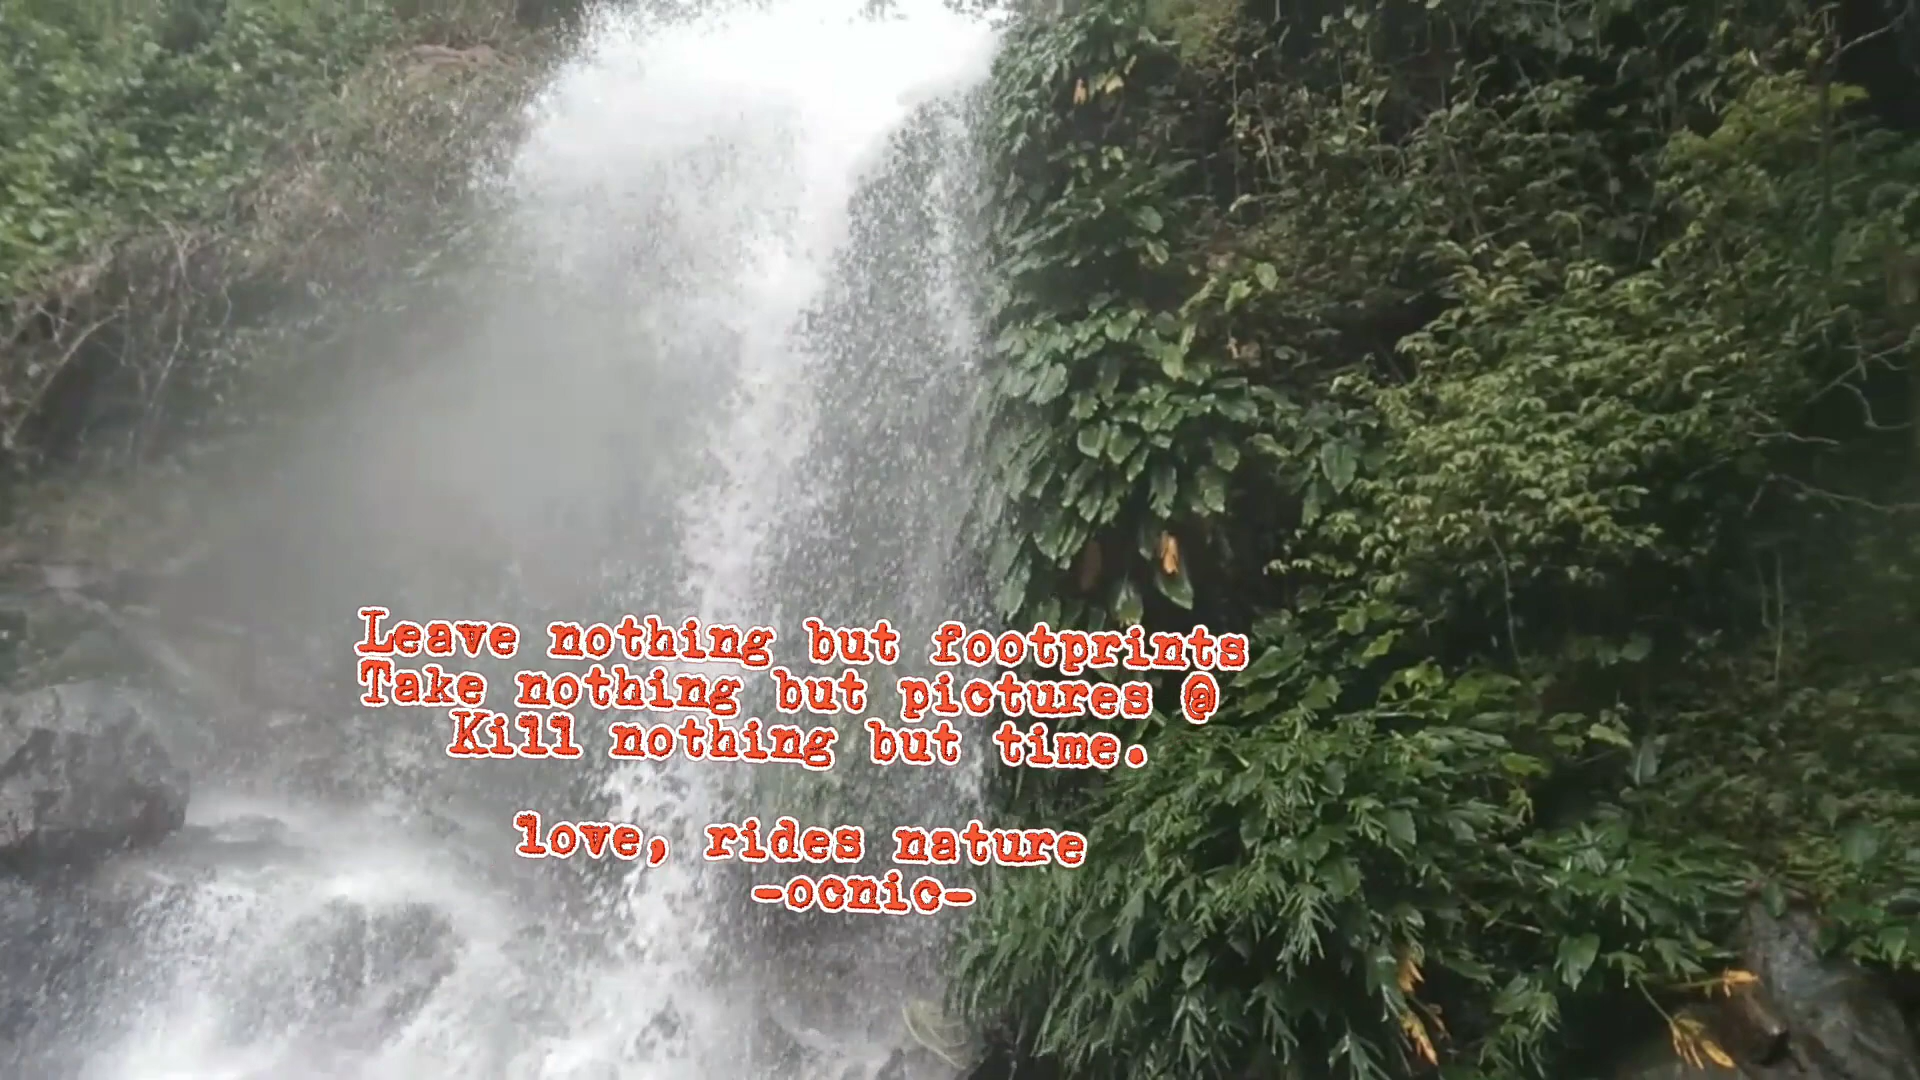 Leave nothing but footprints
Take nothing but pictures @
Kill nothing but time.
love, rides nature
-ocnic-